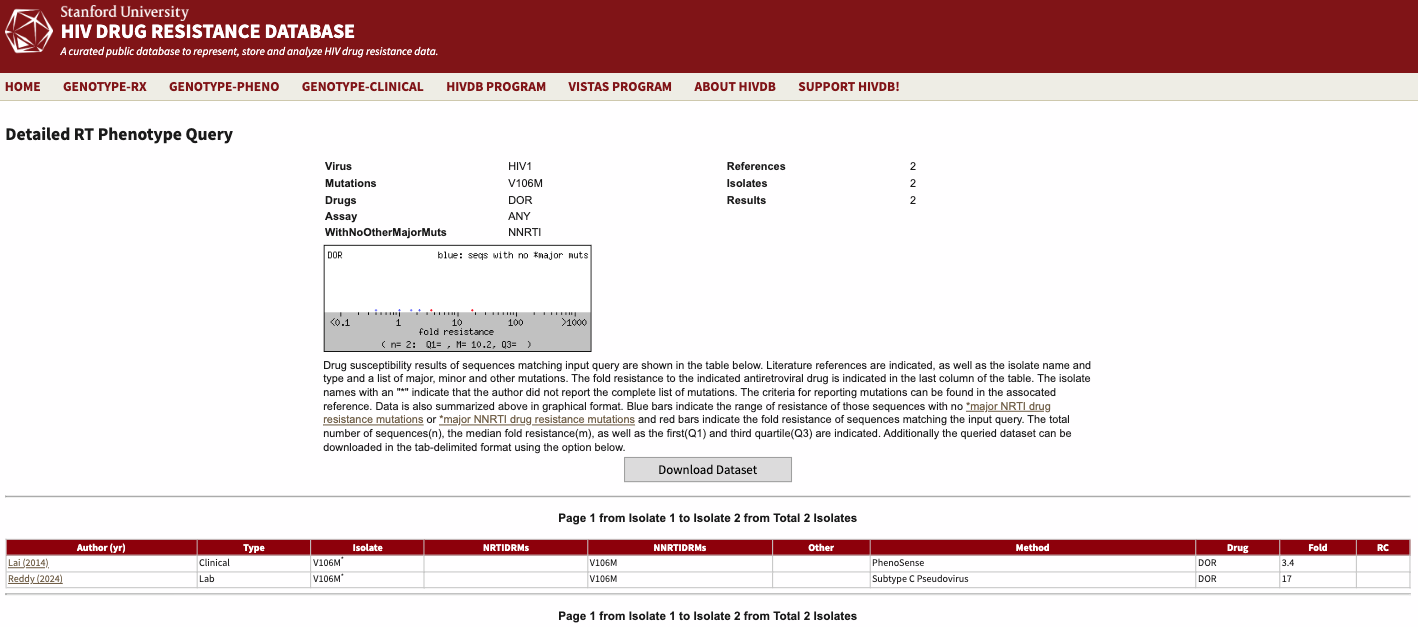 Stanford University
HIV DRUG RESISTANCE DATABASE
A curated public database to represent, store and analyze HIV drug resistance data.
HOME GENOTYPE-RX GENOTYPE-PHENO GENOTYPE-CLINICAL HIVDB PROGRAM VISTAS PROGRAM ABOUT HIVDB SUPPORT HIVDB!
Detailed RT Phenotype Query
Virus HIV1 References 2
Mutations V106M Isolates 2
Drugs DOR Results 2
Assay ANY
WithNoOtherMajorMuts NNRTI
DOR blue: seqs with no *major muts
<0.1 1 10 100 >1000
fold resistance
( n= 2: Q1= , M= 10.2, Q3= )
Drug susceptibility results of sequences matching input query are shown in the table below. Literature references are indicated, as well as the isolate name and
type and a list of major, minor and other mutations. The fold resistance to the indicated antiretroviral drug is indicated in the last column of the table. The isolate
names with an "*" indicate that the author did not report the complete list of mutations. The criteria for reporting mutations can be found in the assocated
reference. Data is also summarized above in graphical format. Blue bars indicate the range of resistance of those sequences with no *major NRTI drug
resistance mutations or *major NNRTI drug resistance mutations and red bars indicate the fold resistance of sequences matching the input query. The total
number of sequences(n), the median fold resistance(m), as well as the first(Q1) and third quartile(Q3) are indicated. Additionally the queried dataset can be
downloaded in the tab-delimited format using the option below.
Download Dataset
Page 1 from Isolate 1 to Isolate 2 from Total 2 Isolates
Author (yr) Type Isolate NRTIDRMs NNRTIDRMs Other Method Drug Fold RC
Lai (2014) Clinical V106M* V106M PhenoSense DOR 3.4
Reddy (2024) Lab V106M* V106M Subtype C Pseudovirus DOR 17
Page 1 from Isolate 1 to Isolate 2 from Total 2 Isolates